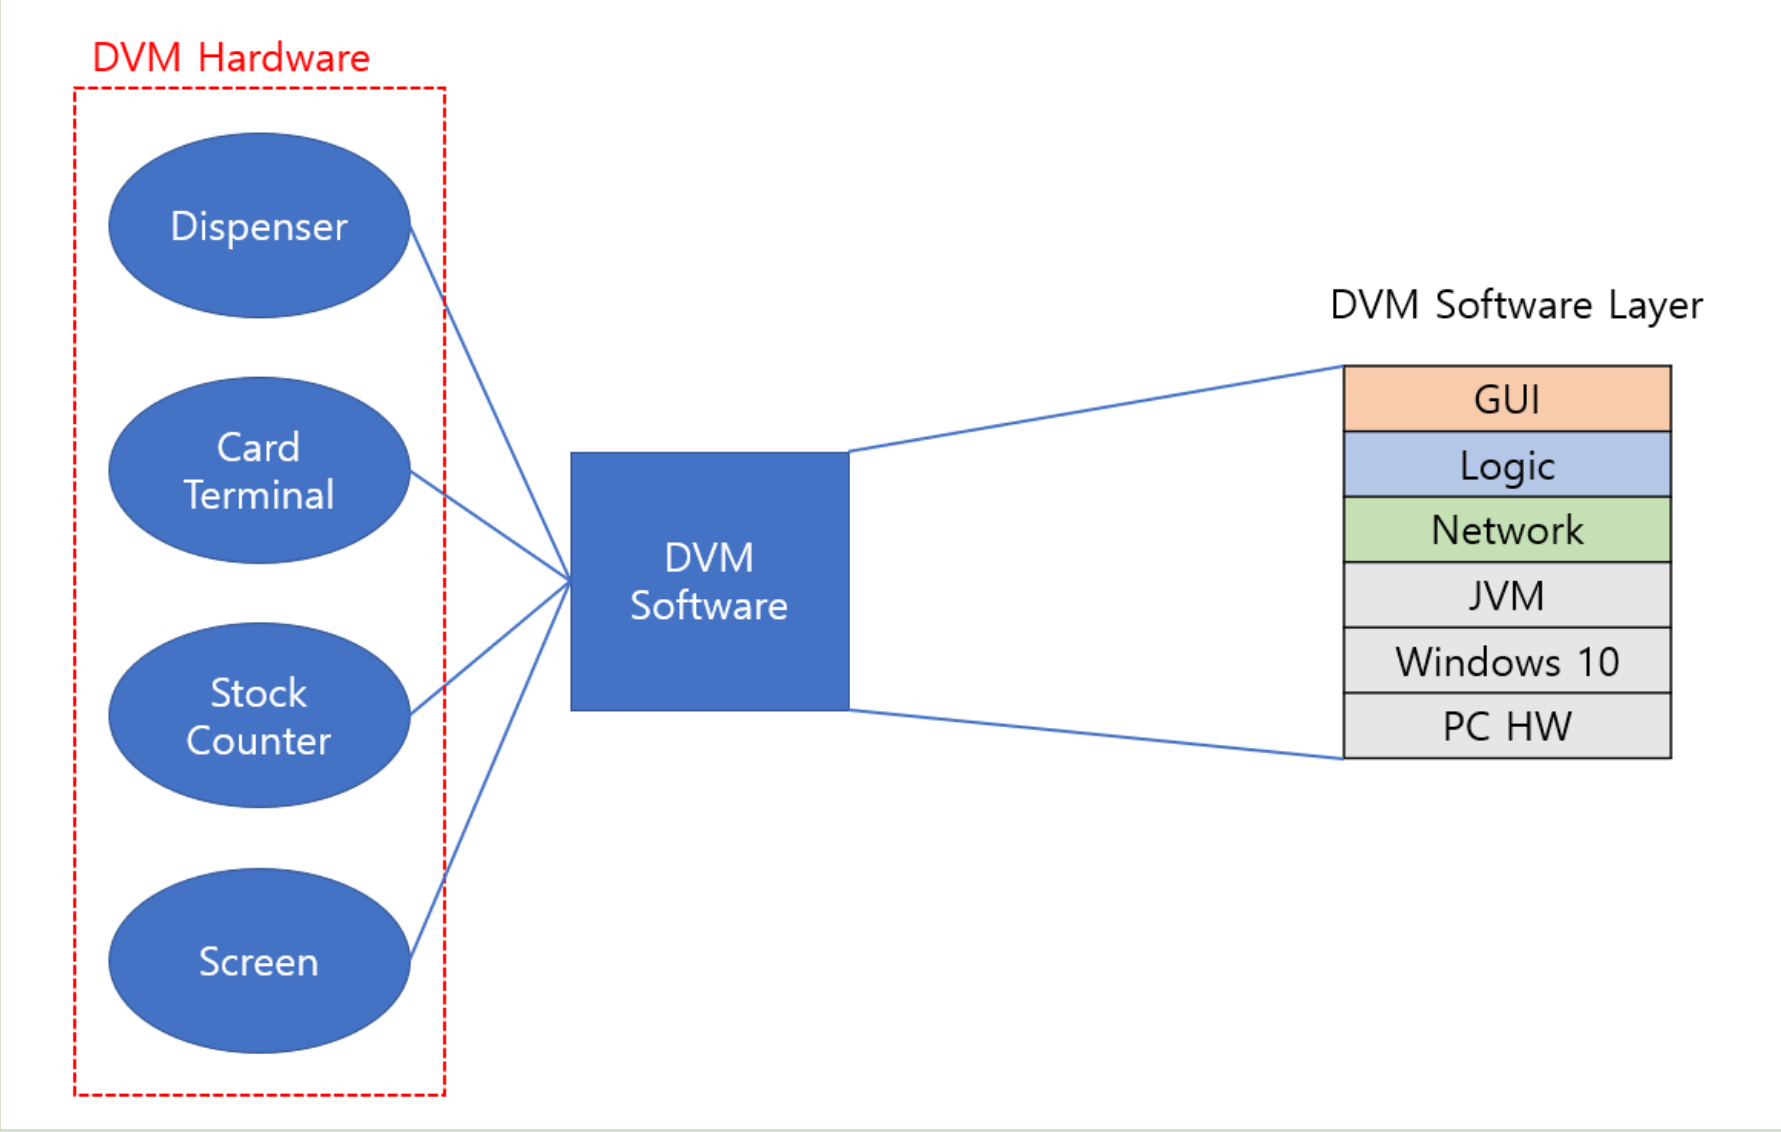 DVM Hardware
Dispenser
Card
Terminal
Stock
Counter
Screen
DVM
Software
DVM Software Layer
GUI
Logic
Network
JVM
Windows 10
PC HW